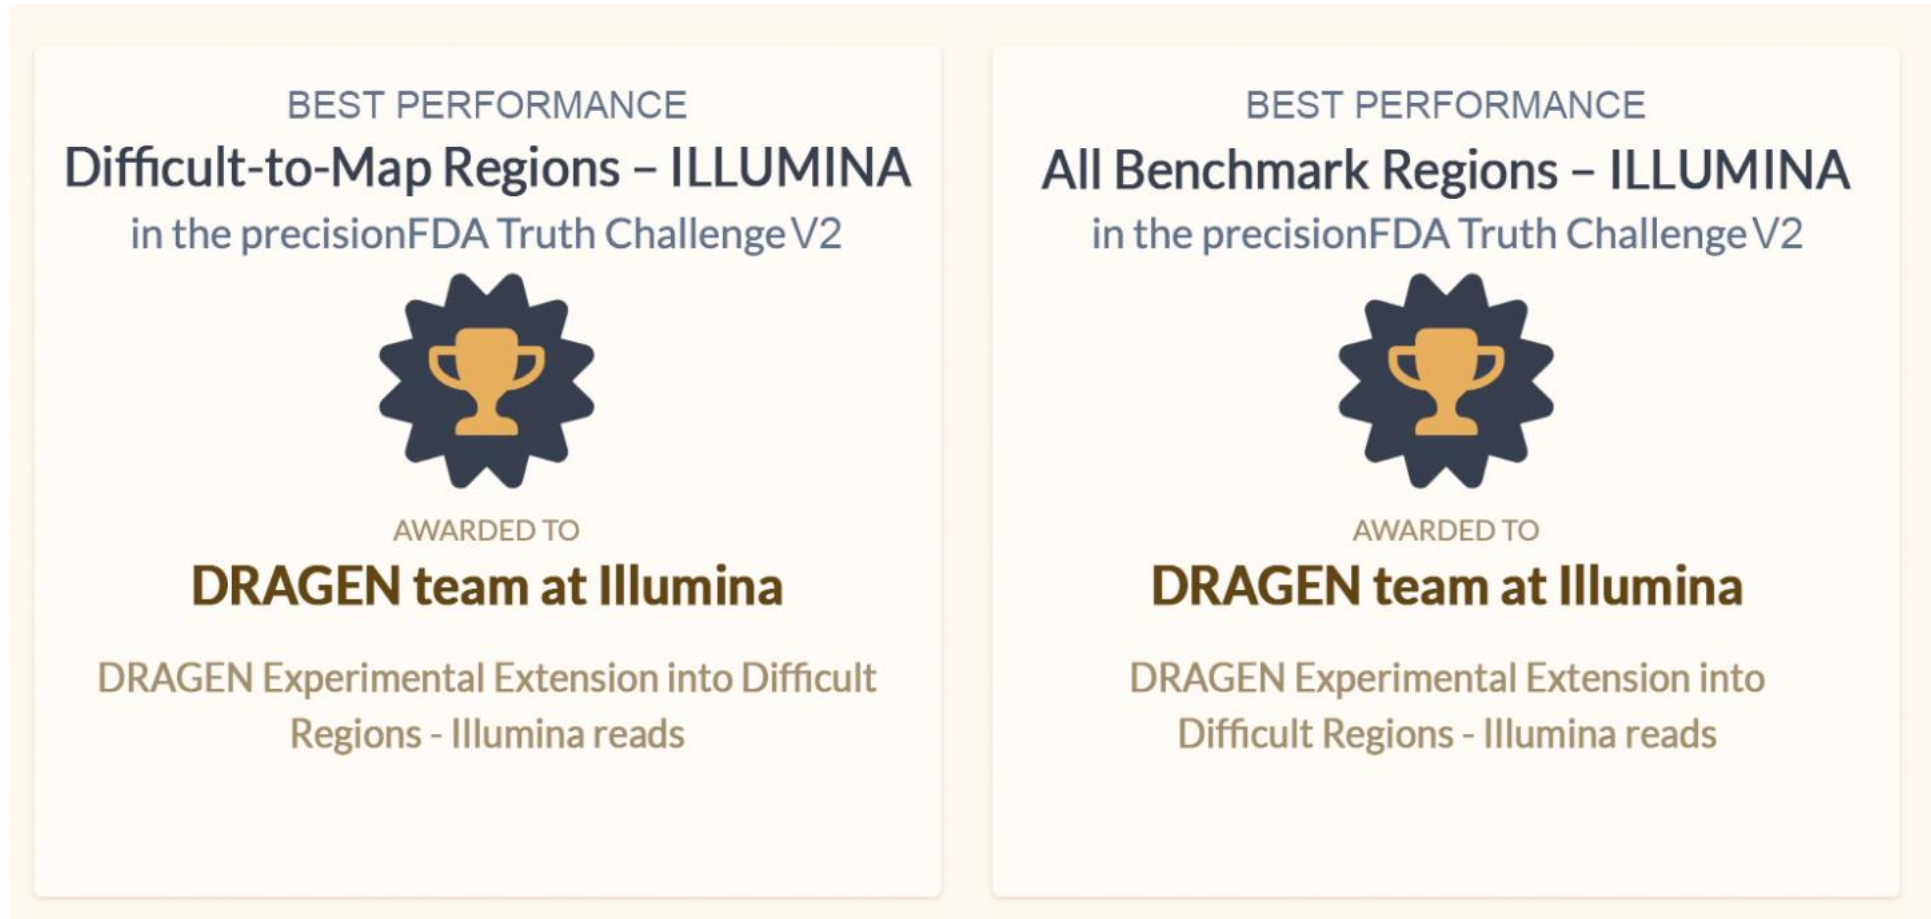 BEST PERFORMANCE
Difficult-to-Map Regions – ILLUMINA
in the precisionFDA Truth Challenge V2
AWARDED TO
DRAGEN team at Illumina
DRAGEN Experimental Extension into Difficult
Regions - Illumina reads
BEST PERFORMANCE
All Benchmark Regions – ILLUMINA
in the precisionFDA Truth Challenge V2
AWARDED TO
DRAGEN team at Illumina
DRAGEN Experimental Extension into
Difficult Regions - Illumina reads